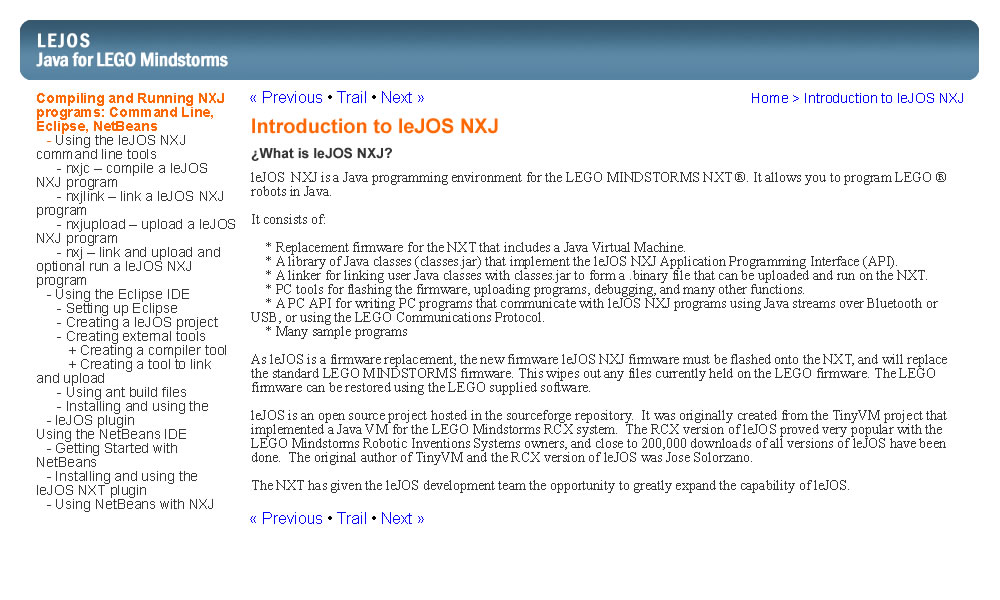 LEJOS
Java for LEGO Mindstorms
Compiling and Running NXJ
programs: Command Line,
Eclipse, NetBeans
- Using the leJOS NXJ
command line tools
- nxjc – compile a leJOS
NXJ program
- nxjlink – link a leJOS NXJ
program
- nxjupload – upload a leJOS
NXJ program
- nxj – link and upload and
optional run a leJOS NXJ
program
- Using the Eclipse IDE
- Setting up Eclipse
- Creating a leJOS project
- Creating external tools
+ Creating a compiler tool
+ Creating a tool to link
and upload
- Using ant build files
- Installing and using the
- leJOS plugin
Using the NetBeans IDE
- Getting Started with
NetBeans
- Installing and using the
leJOS NXT plugin
- Using NetBeans with NXJ
« Previous • Trail • Next »
Home > Introduction to leJOS NXJ
Introduction to leJOS NXJ
¿What is leJOS NXJ?
leJOS NXJ is a Java programming environment for the LEGO MINDSTORMS NXT®. It allows you to program LEGO ®
robots in Java.
It consists of:
* Replacement firmware for the NXT that includes a Java Virtual Machine.
* A library of Java classes (classes.jar) that implement the leJOS NXJ Application Programming Interface (API).
* A linker for linking user Java classes with classes.jar to form a .binary file that can be uploaded and run on the NXT.
* PC tools for flashing the firmware, uploading programs, debugging, and many other functions.
* A PC API for writing PC programs that communicate with leJOS NXJ programs using Java streams over Bluetooth or
USB, or using the LEGO Communications Protocol.
* Many sample programs
As leJOS is a firmware replacement, the new firmware leJOS NXJ firmware must be flashed onto the NXT, and will replace
the standard LEGO MINDSTORMS firmware. This wipes out any files currently held on the LEGO firmware. The LEGO
firmware can be restored using the LEGO supplied software.
leJOS is an open source project hosted in the sourceforge repository. It was originally created from the TinyVM project that
implemented a Java VM for the LEGO Mindstorms RCX system. The RCX version of leJOS proved very popular with the
LEGO Mindstorms Robotic Inventions Systems owners, and close to 200,000 downloads of all versions of leJOS have been
done. The original author of TinyVM and the RCX version of leJOS was Jose Solorzano.
The NXT has given the leJOS development team the opportunity to greatly expand the capability of leJOS.
« Previous • Trail • Next »